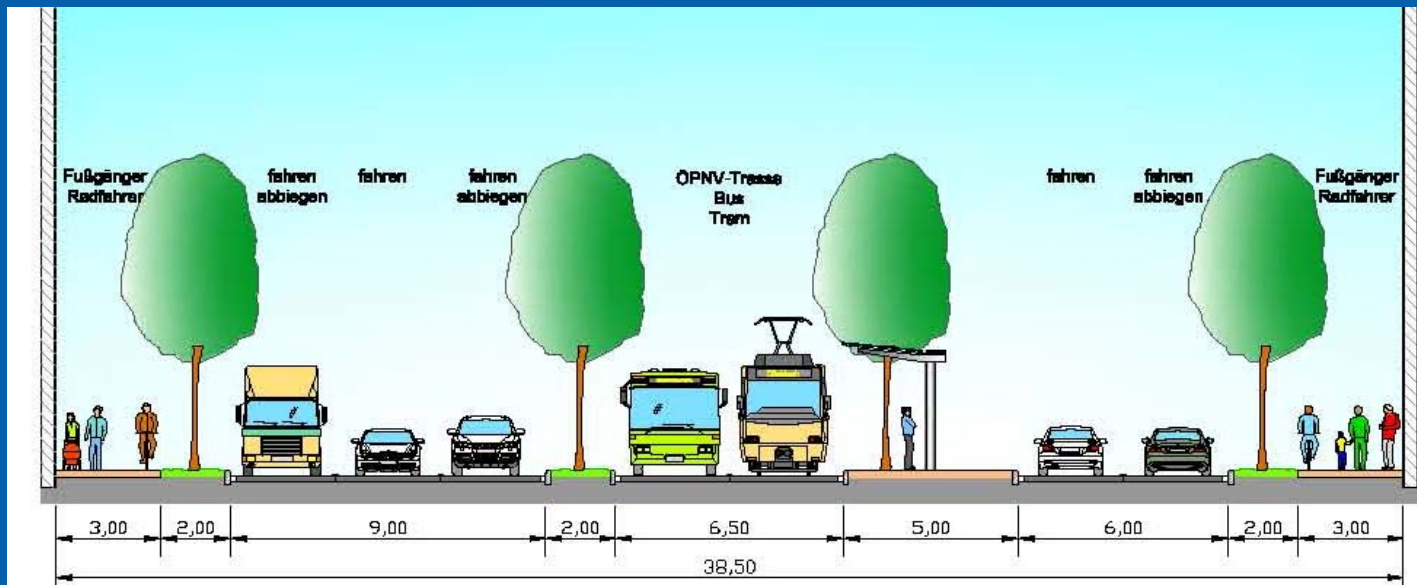 Fußgänger
Radfahrer
fahren
abbiegen
fahren
fahren
abbiegen
ÖPNV-Trasse
Bus
Tram
fahren
fahren
abbiegen
Fußgänger
Radfahrer
3,00
2,00
9,00
2,00
6,50
5,00
6,00
2,00
3,00
38,50